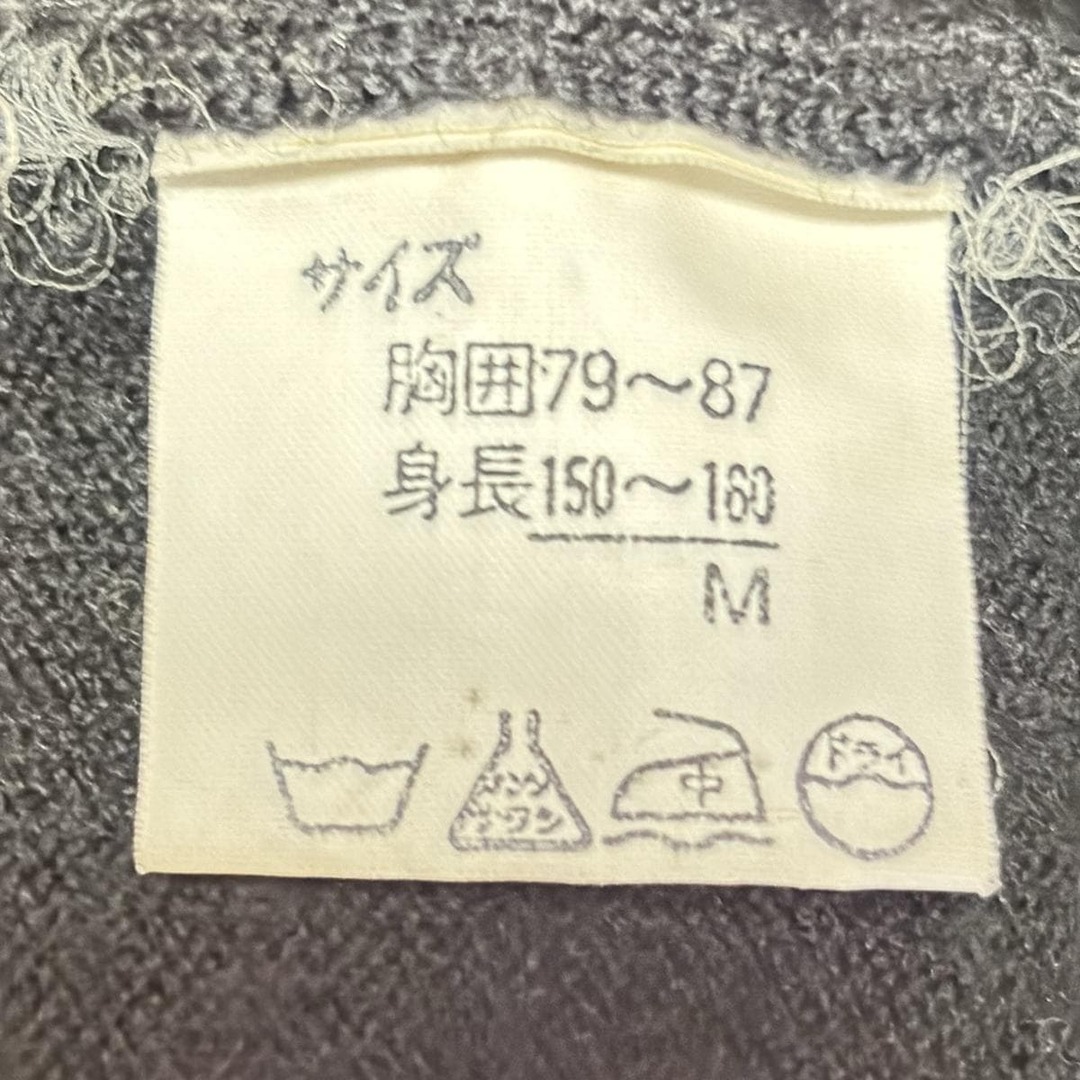 サイズ
胸囲79〜87
身長150〜160
M
エンソ
サラシ
中
ドライ